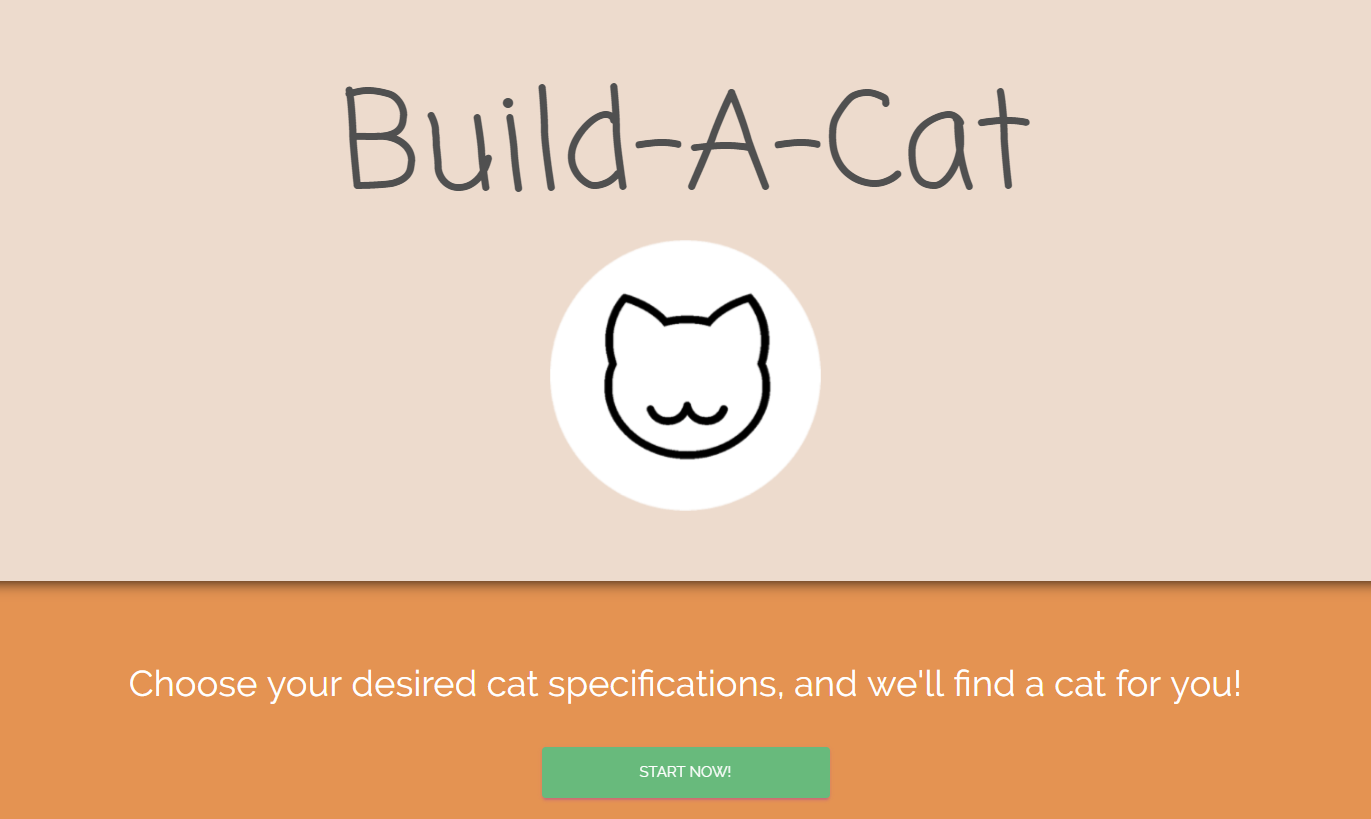 Build-A-Cat
Choose your desired cat specifications, and we'll find a cat for you!
START NOW!